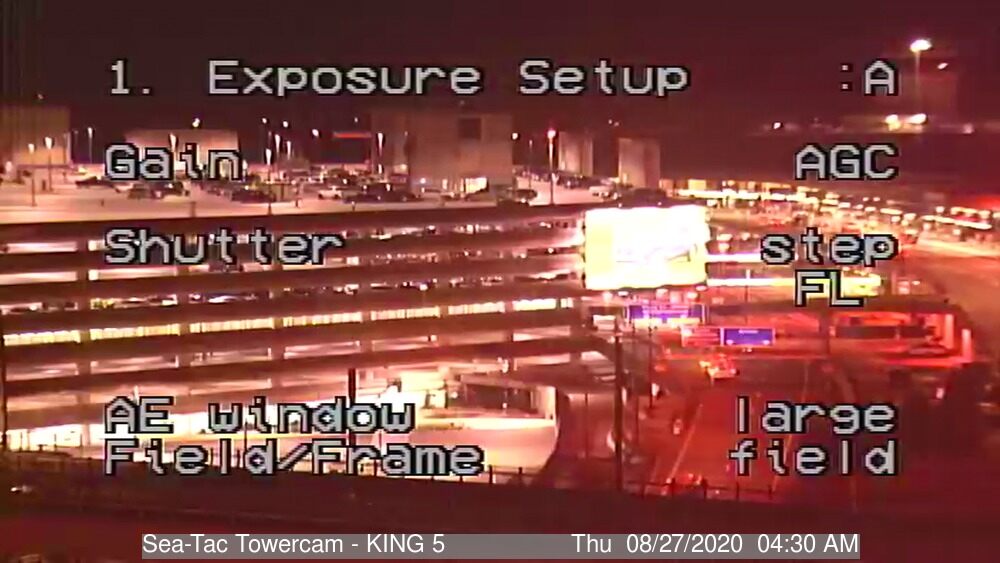 1. Exposure Setup :A
Gain AGC
Shutter step
FL
AE window large
Field/Frame field
Sea-Tac Towercam - KING 5 Thu 08/27/2020 04:30 AM